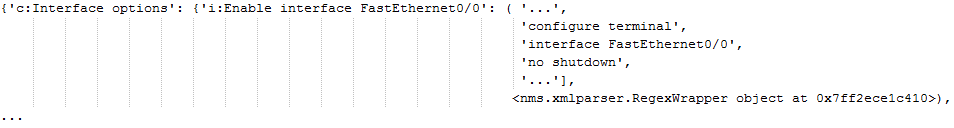 {'c:Interface options': {'i:Enable interface FastEthernet0/0': ( '...',
'configure terminal',
'interface FastEthernet0/0',
'no shutdown',
'...'],
<nms.xmlparser.RegexWrapper object at 0x7ff2ece1c410>),
...